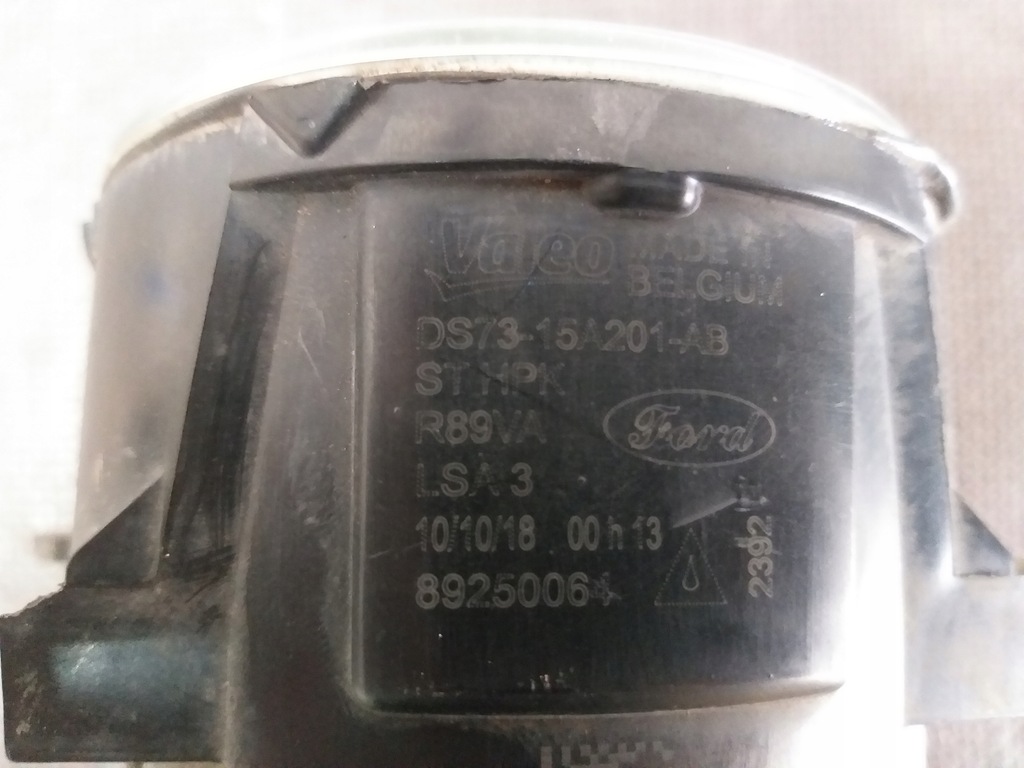 Valeo MADE IN
BELGIUM
DS73-15A201-AB
ST HPK
R89VA
Ford
LSA 3
10/10/18 00 h 13
89250064
2392